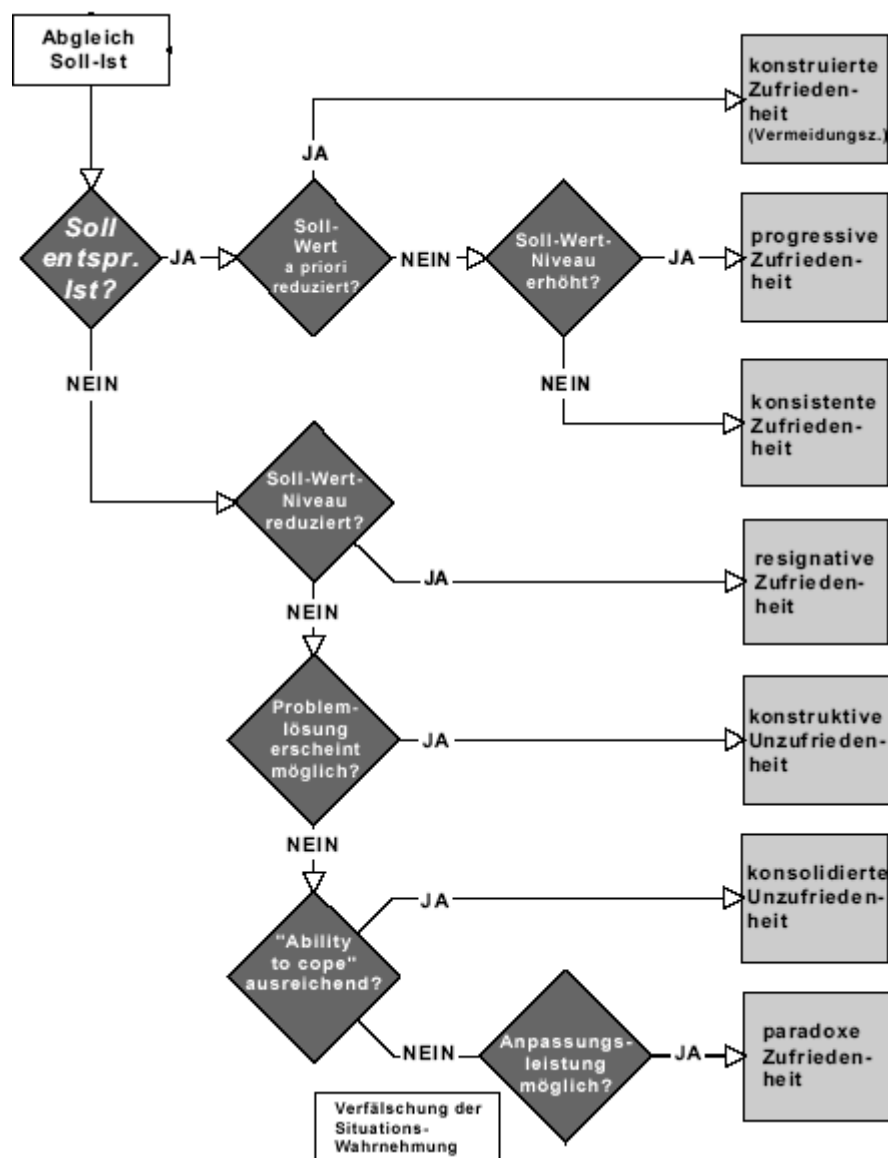 Abgleich
Soll-Ist
konstruierte
Zufrieden-
heit
(Vermeidungsz.)
JA
Soll
entspr.
Ist?
JA
Soll-
Wert
a priori
reduziert?
NEIN
Soll-Wert-
Niveau
erhöht?
JA
progressive
Zufrieden-
heit
NEIN
NEIN
konsistente
Zufrieden-
heit
Soll-Wert-
Niveau
reduziert?
JA
resignative
Zufrieden-
heit
NEIN
Problem-
lösung
erscheint
möglich?
JA
konstruktive
Unzufrieden-
heit
NEIN
"Ability
to cope"
ausreichend?
JA
konsolidierte
Unzufrieden-
heit
NEIN
Anpassungs-
leistung
möglich?
JA
paradoxe
Zufrieden-
heit
Verfälschung der
Situations-
Wahrnehmung